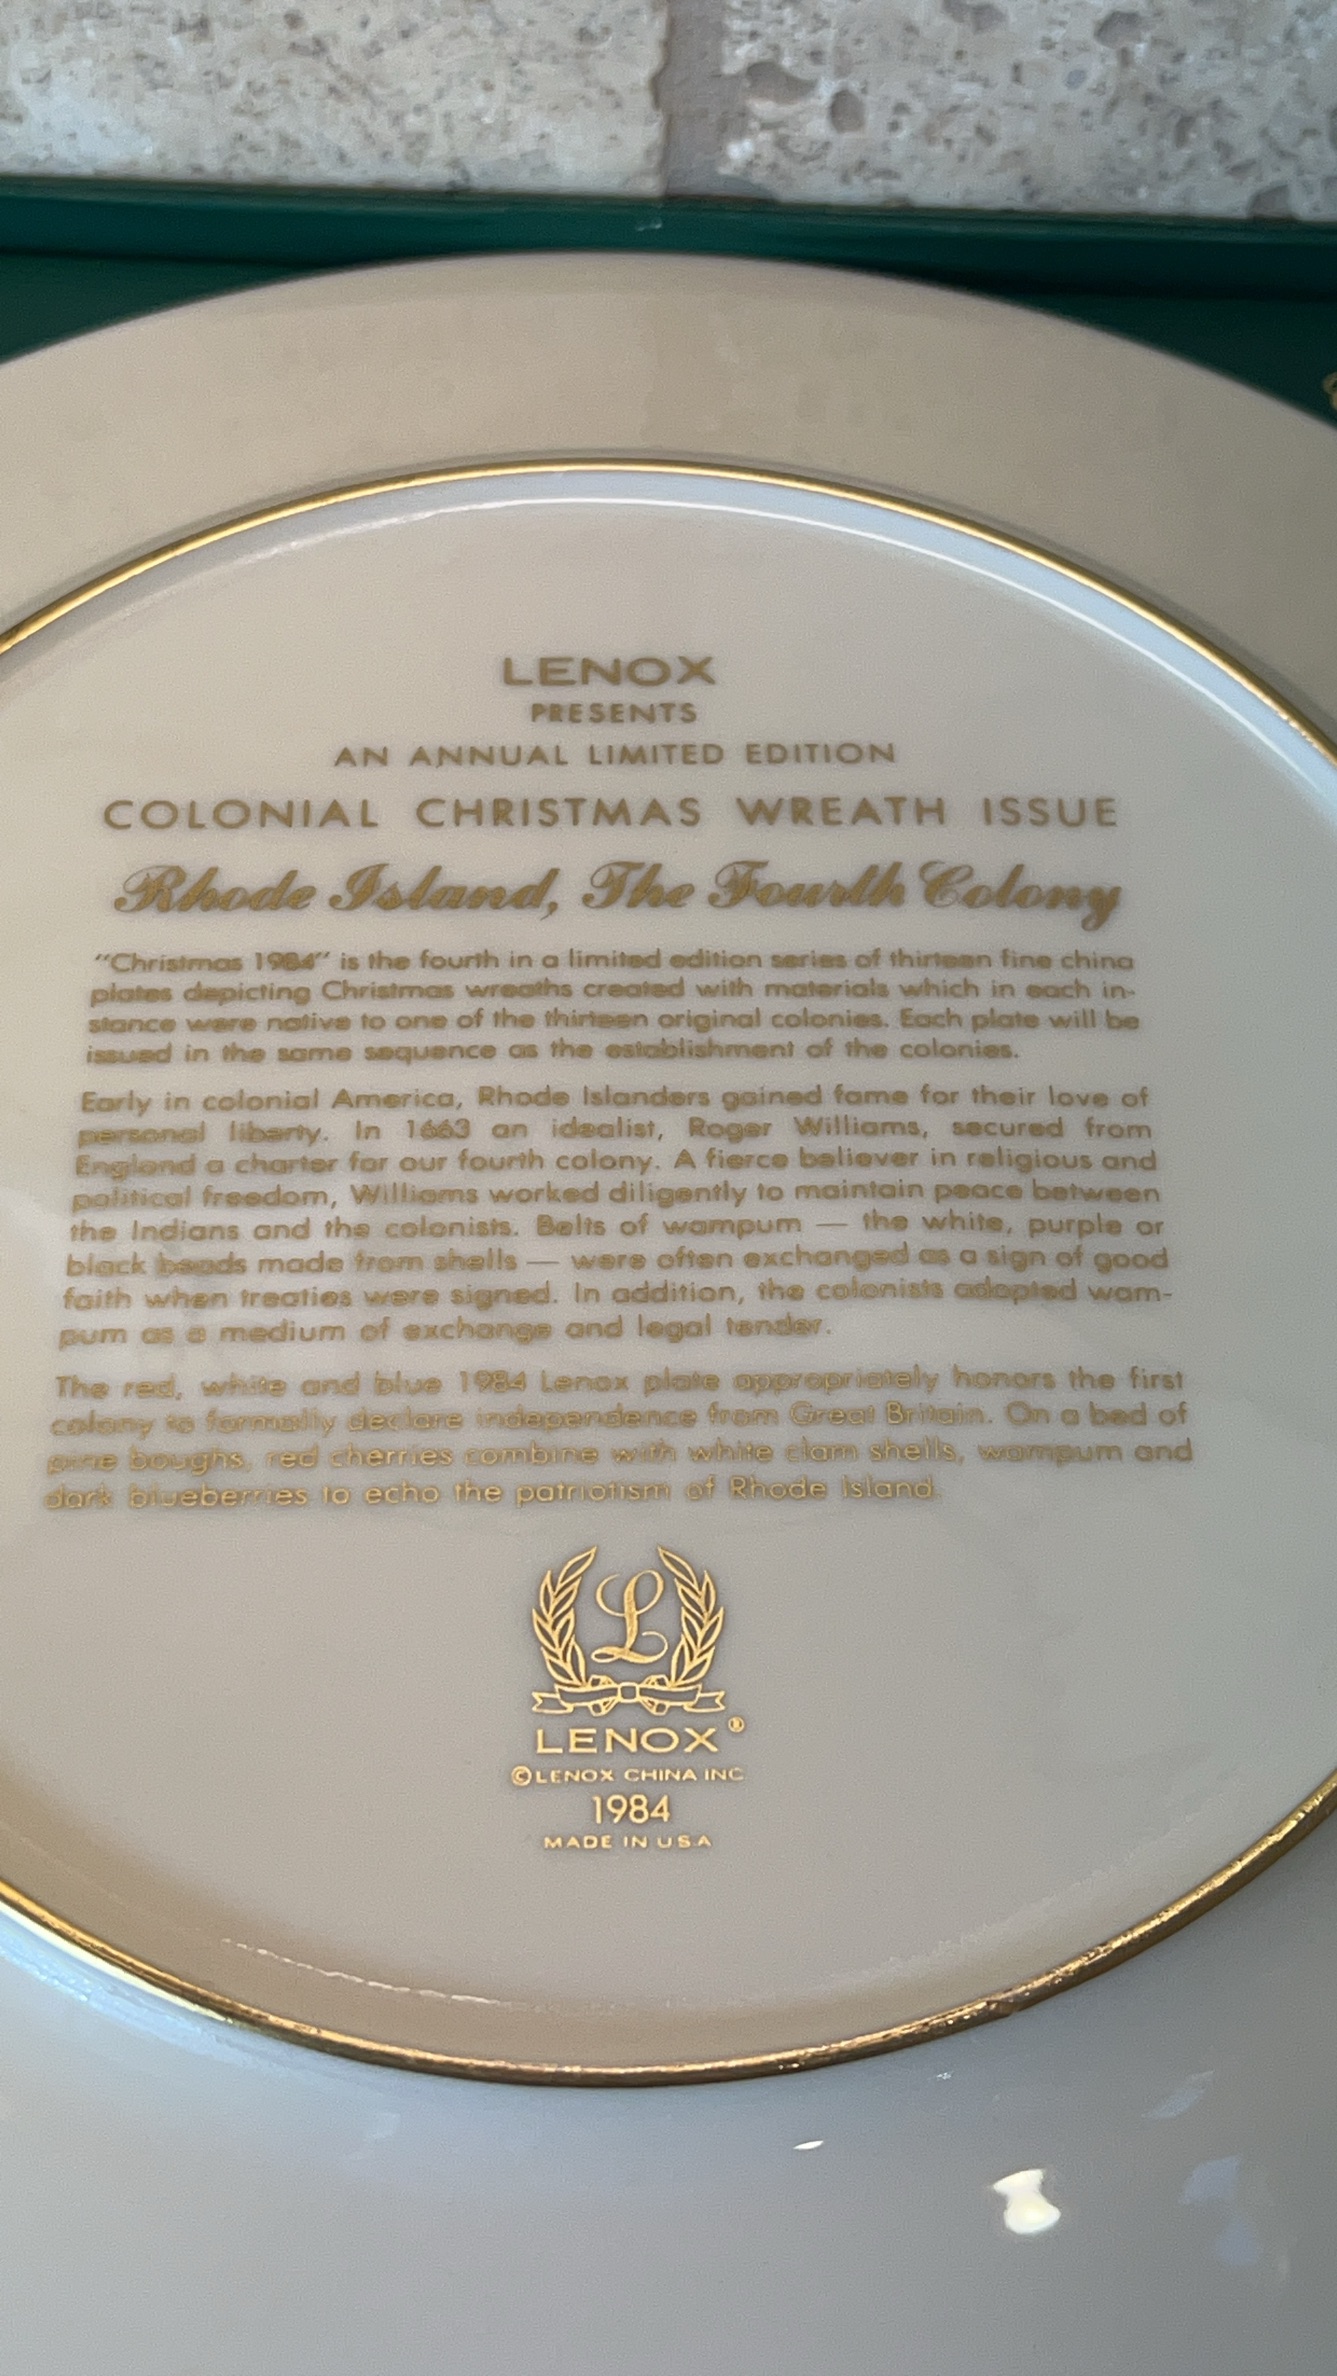 LENOX
PRESENTS
AN ANNUAL LIMITED EDITION
COLONIAL CHRISTMAS WREATH ISSUE
Rhode Island, The Fourth Colony
"Christmas 1984" is the fourth in a limited edition series of thirteen fine china
plates depicting Christmas wreaths created with materials which in each in-
stance were native to one of the thirteen original colonies. Each plate will be
issued in the same sequence as the establishment of the colonies.
Early in colonial America, Rhode Islanders gained fame for their love of
personal liberty. In 1663 an idealist, Roger Williams, secured from
England a charter for our fourth colony. A fierce believer in religious and
political freedom, Williams worked diligently to maintain peace between
the Indians and the colonists. Belts of wampum — the white, purple or
black beads made from shells — were often exchanged as a sign of good
faith when treaties were signed. In addition, the colonists adopted wam-
pum as a medium of exchange and legal tender.
The red, white and blue 1984 Lenox plate appropriately honors the first
colony to formally declare independence from Great Britain. On a bed of
pine boughs, red cherries combine with white clam shells, wampum and
dark blueberries to echo the patriotism of Rhode Island.
L
LENOX®
©LENOX CHINA INC.
1984
MADE IN U.S.A.